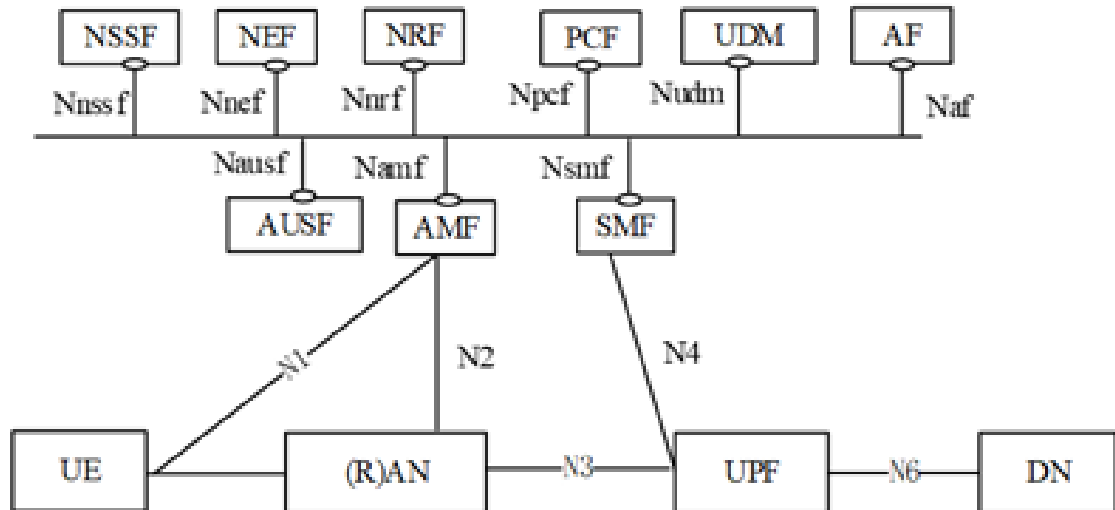 NSSF NEF NRF PCF UDM AF
Nnssf Nnef Nnrf Npcf Nudm Naf
Nausf Namf Nsmf
AUSF AMF SMF
N1 N2 N4
UE (R)AN N3 UPF N6 DN